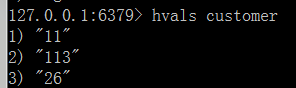 127.0.0.1:6379> hvals customer
1) "11"
2) "113"
3) "26"